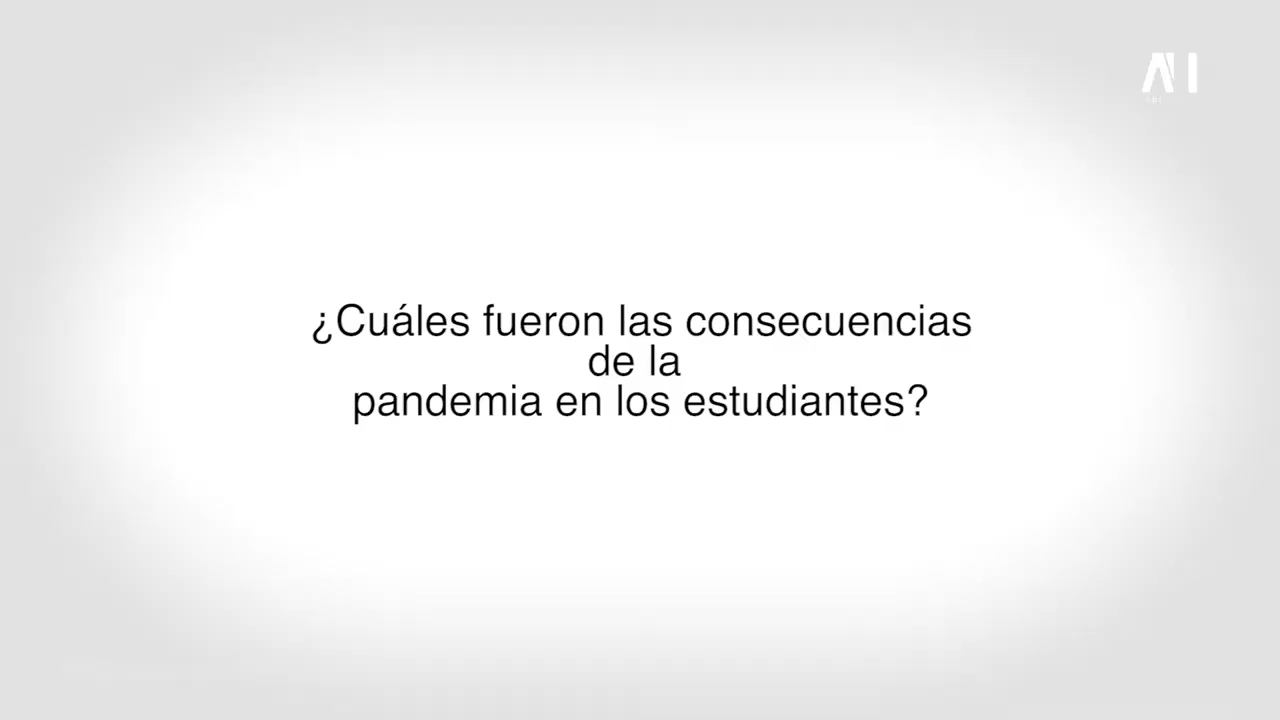 ¿Cuáles fueron las consecuencias
de la
pandemia en los estudiantes?